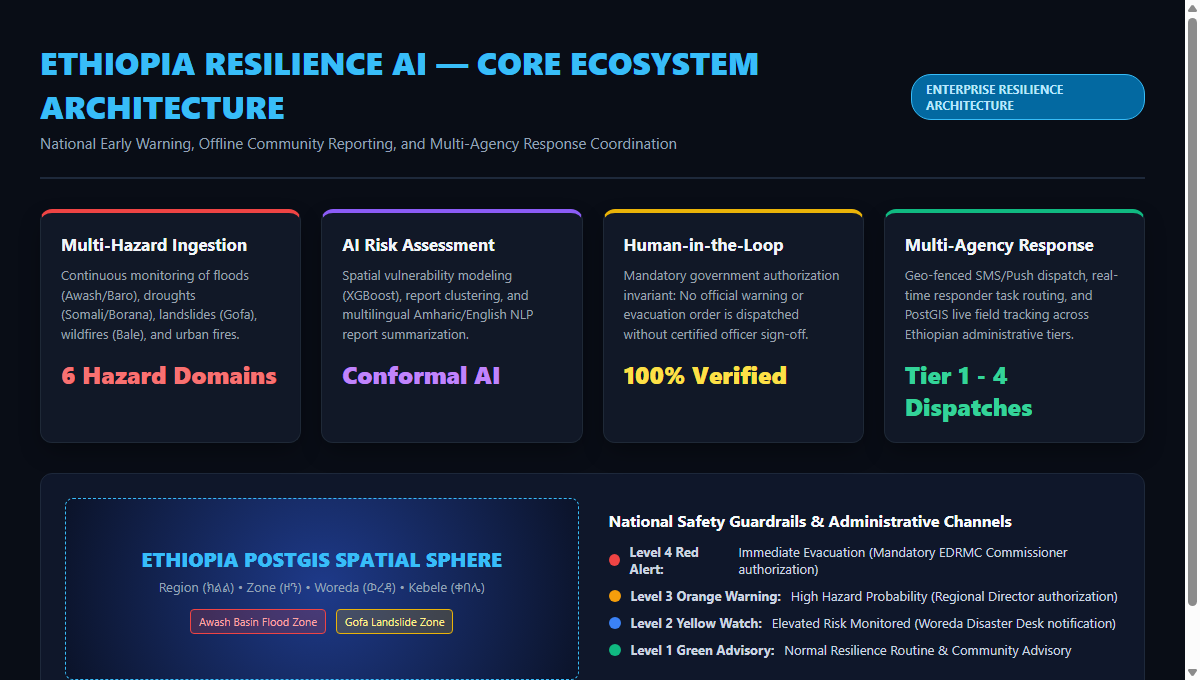 ETHIOPIA RESILIENCE AI — CORE ECOSYSTEM
ARCHITECTURE
National Early Warning, Offline Community Reporting, and Multi-Agency Response Coordination
ENTERPRISE RESILIENCE
ARCHITECTURE
Multi-Hazard Ingestion
Continuous monitoring of floods
(Awash/Baro), droughts
(Somali/Borana), landslides (Gofa),
wildfires (Bale), and urban fires.
6 Hazard Domains
AI Risk Assessment
Spatial vulnerability modeling
(XGBoost), report clustering, and
multilingual Amharic/English NLP
report summarization.
Conformal AI
Human-in-the-Loop
Mandatory government authorization
invariant: No official warning or
evacuation order is dispatched
without certified officer sign-off.
100% Verified
Multi-Agency Response
Geo-fenced SMS/Push dispatch, real-
time responder task routing, and
PostGIS live field tracking across
Ethiopian administrative tiers.
Tier 1 - 4
Dispatches
ETHIOPIA POSTGIS SPATIAL SPHERE
Region (ክልል) • Zone (ዞን) • Woreda (ወረዳ) • Kebele (ቀበሌ)
Awash Basin Flood Zone
Gofa Landslide Zone
National Safety Guardrails & Administrative Channels
Level 4 Red
Alert:
Immediate Evacuation (Mandatory EDRMC Commissioner
authorization)
Level 3 Orange Warning: High Hazard Probability (Regional Director authorization)
Level 2 Yellow Watch: Elevated Risk Monitored (Woreda Disaster Desk notification)
Level 1 Green Advisory: Normal Resilience Routine & Community Advisory